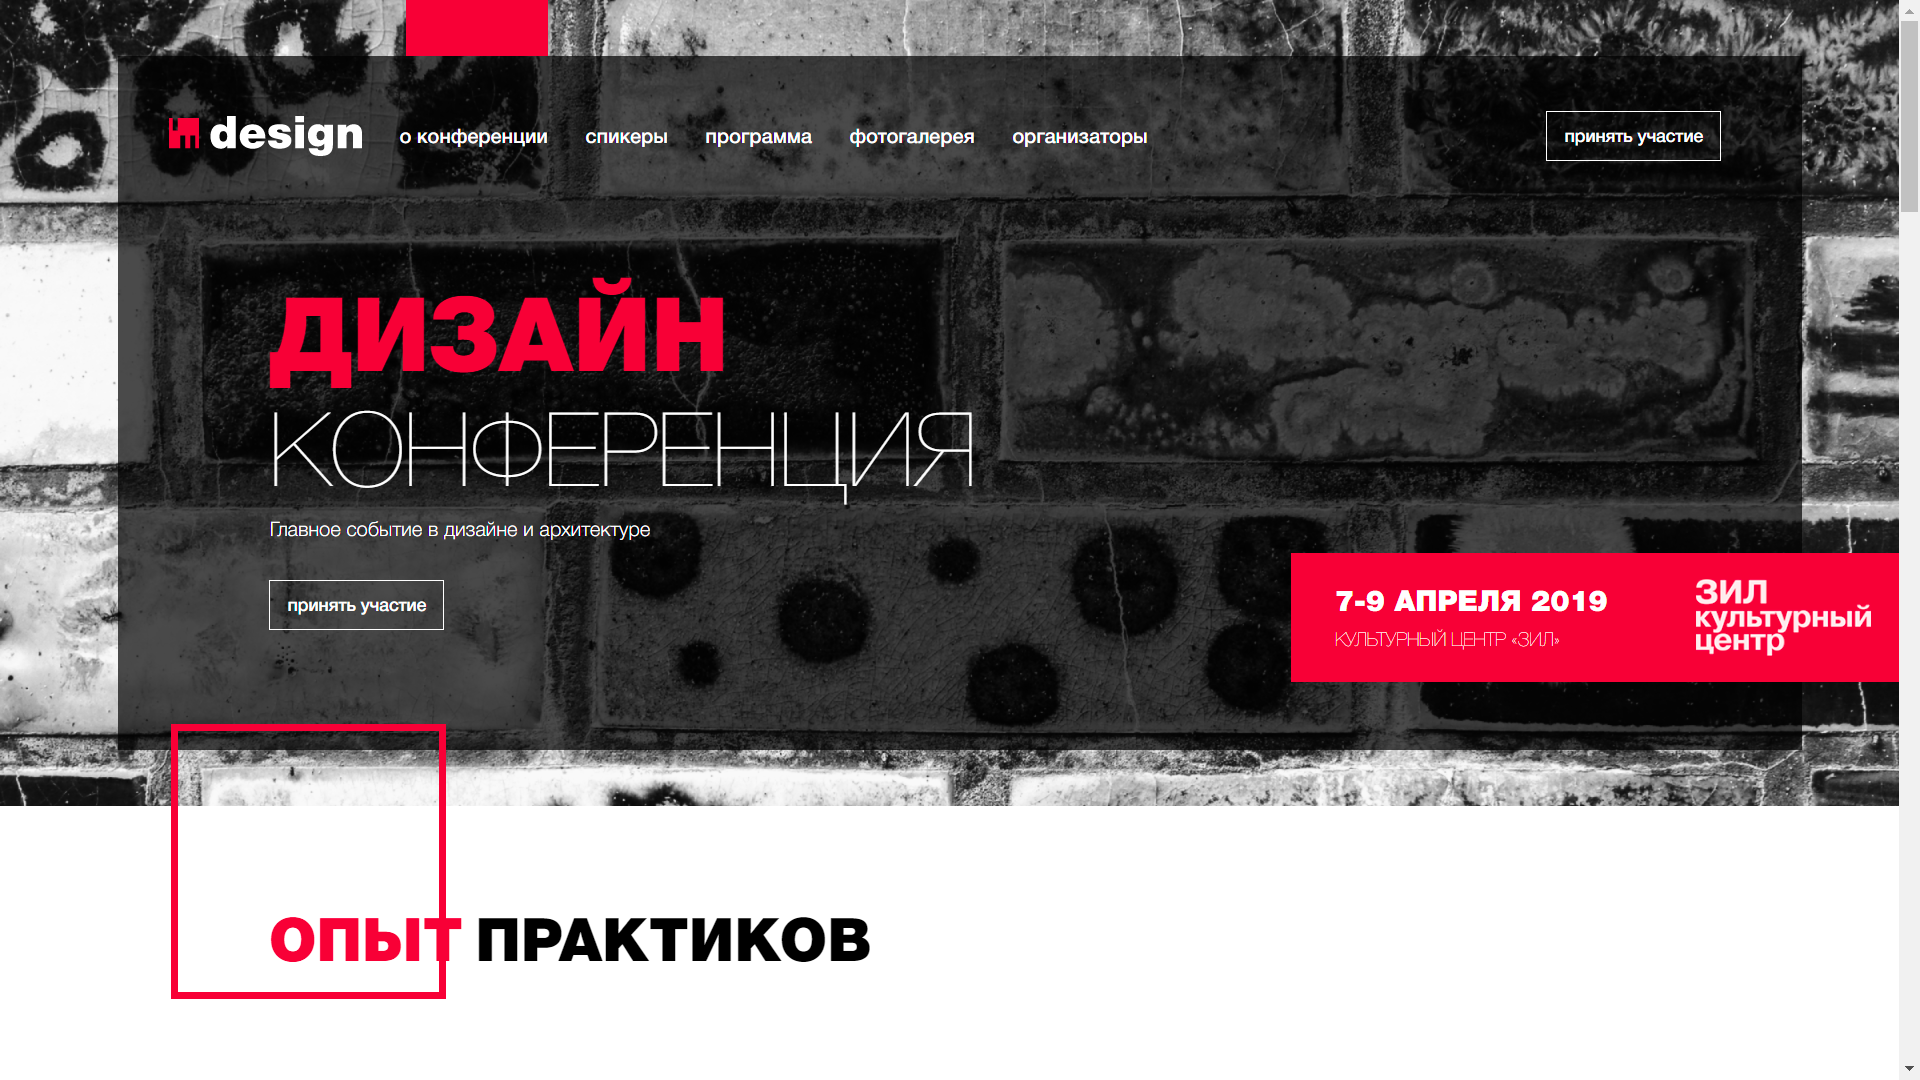 design
о конференции
спикеры
программа
фотогалерея
организаторы
принять участие
ДИЗАЙН
КОНФЕРЕНЦИЯ
Главное событие в дизайне и архитектуре
принять участие
7-9 АПРЕЛЯ 2019
КУЛЬТУРНЫЙ ЦЕНТР «ЗИЛ»
ЗИЛ
культурный
центр
ОПЫТ ПРАКТИКОВ